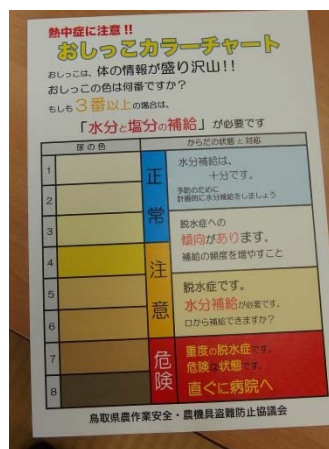 熱中症に注意!!
おしっこカラーチャート
おしっこは、体の情報が盛り沢山!!
おしっこの色は何番ですか?
もしも3番以上の場合は、
「水分と塩分の補給」が必要です
尿の色
からだの状態と対応
1
2
3
4
5
6
7
8
正常
注意
危険
水分補給は、
十分です。
予防のために
計画的に水分補給をしましょう
脱水症への
傾向があります。
補給の頻度を増やすこと
脱水症です。
水分補給が必要です。
口から補給できますか?
重度の脱水症です。
危険な状態です。
直ぐに病院へ
鳥取県農作業安全・農機具盗難防止協議会